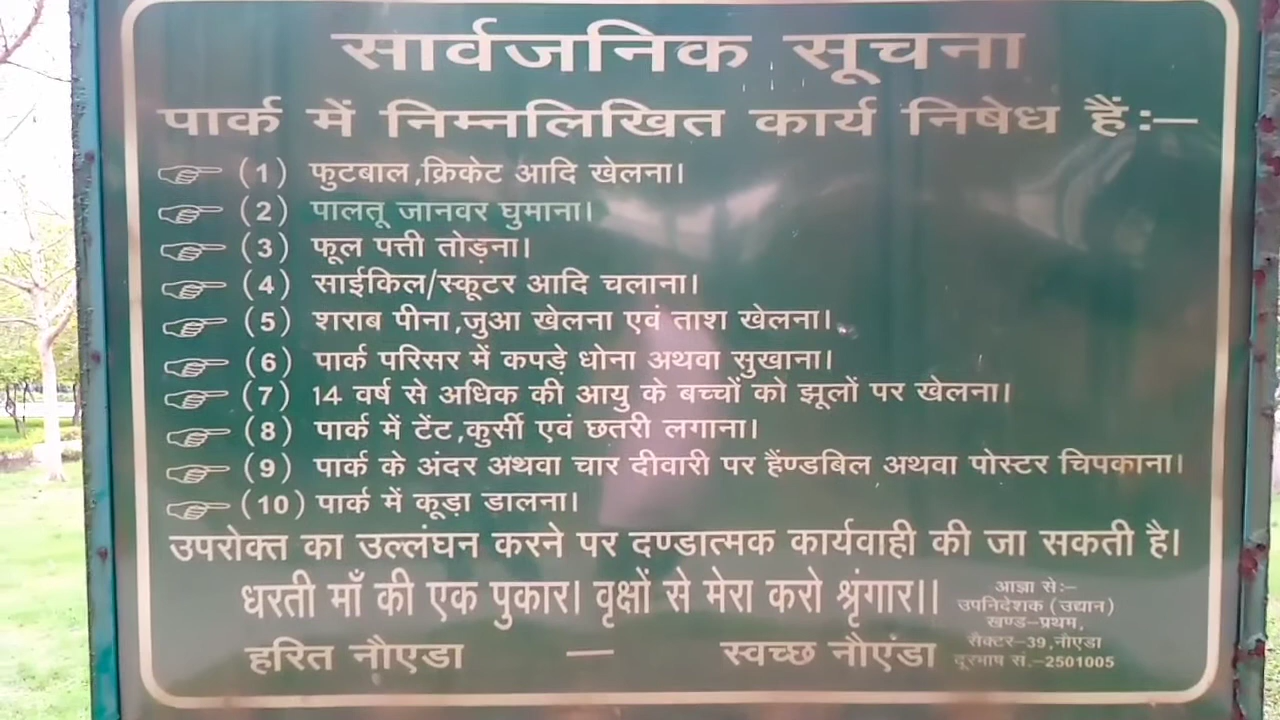 सार्वजनिक सूचना
पार्क में निम्नलिखित कार्य निषेध हैं:—
(1) फुटबाल,क्रिकेट आदि खेलना।
(2) पालतू जानवर घुमाना।
(3) फूल पत्ती तोड़ना।
(4) साईकिल/स्कूटर आदि चलाना।
(5) शराब पीना,जुआ खेलना एवं ताश खेलना।
(6) पार्क परिसर में कपड़े धोना अथवा सुखाना।
(7) 14 वर्ष से अधिक की आयु के बच्चों को झूलों पर खेलना।
(8) पार्क में टेंट,कुर्सी एवं छतरी लगाना।
(9) पार्क के अंदर अथवा चार दीवारी पर हैंण्डबिल अथवा पोस्टर चिपकाना।
(10) पार्क में कूड़ा डालना।
उपरोक्त का उल्लंघन करने पर दण्डात्मक कार्यवाही की जा सकती है।
धरती माँ की एक पुकार। वृक्षों से मेरा करो श्रृंगार।।
हरित नौएडा — स्वच्छ नौएंडा
आज्ञा से:–
उपनिदेशक (उद्यान)
खण्ड–प्रथम,
सैक्टर–39,नौएडा
दूरभाष सं.–2501005